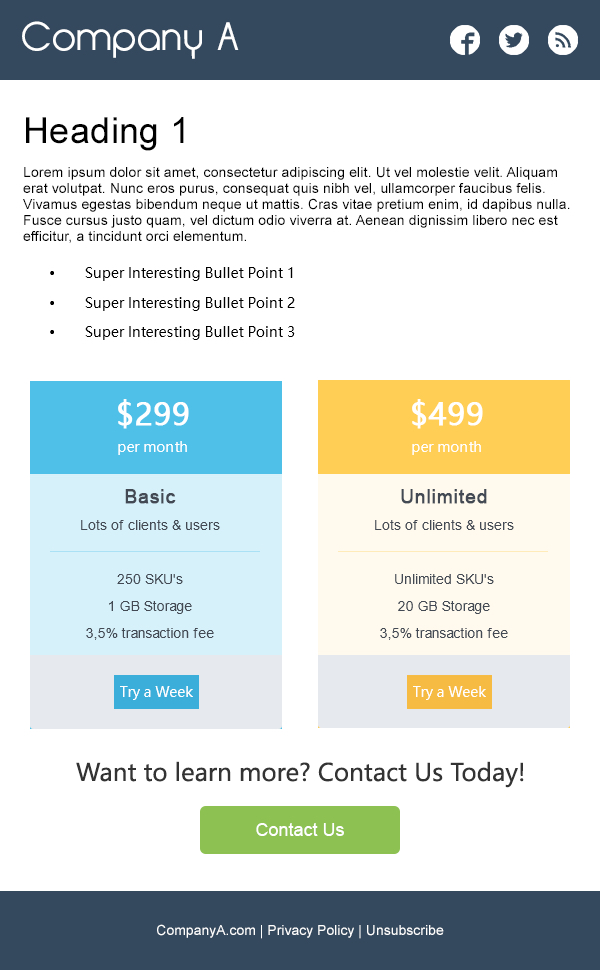 Company A
Heading 1
Lorem ipsum dolor sit amet, consectetur adipiscing elit. Ut vel molestie velit. Aliquam
erat volutpat. Nunc eros purus, consequat quis nibh vel, ullamcorper faucibus felis.
Vivamus egestas bibendum neque ut mattis. Cras vitae pretium enim, id dapibus nulla.
Fusce cursus justo quam, vel dictum odio viverra at. Aenean dignissim libero nec est
efficitur, a tincidunt orci elementum.
• Super Interesting Bullet Point 1
• Super Interesting Bullet Point 2
• Super Interesting Bullet Point 3
$299
per month
Basic
Lots of clients & users
250 SKU's
1 GB Storage
3,5% transaction fee
Try a Week
$499
per month
Unlimited
Lots of clients & users
Unlimited SKU's
20 GB Storage
3,5% transaction fee
Try a Week
Want to learn more? Contact Us Today!
Contact Us
CompanyA.com | Privacy Policy | Unsubscribe